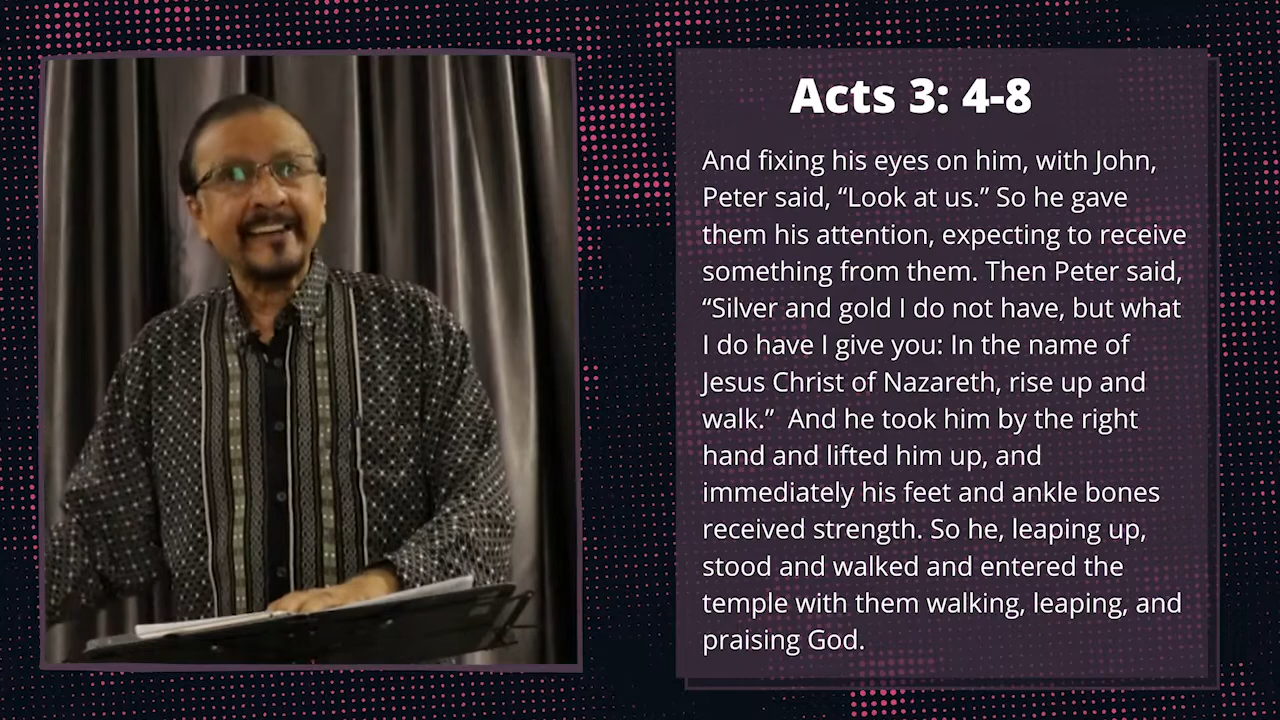 Acts 3: 4-8
And fixing his eyes on him, with John,
Peter said, “Look at us.” So he gave
them his attention, expecting to receive
something from them. Then Peter said,
“Silver and gold I do not have, but what
I do have I give you: In the name of
Jesus Christ of Nazareth, rise up and
walk.”  And he took him by the right
hand and lifted him up, and
immediately his feet and ankle bones
received strength. So he, leaping up,
stood and walked and entered the
temple with them walking, leaping, and
praising God.